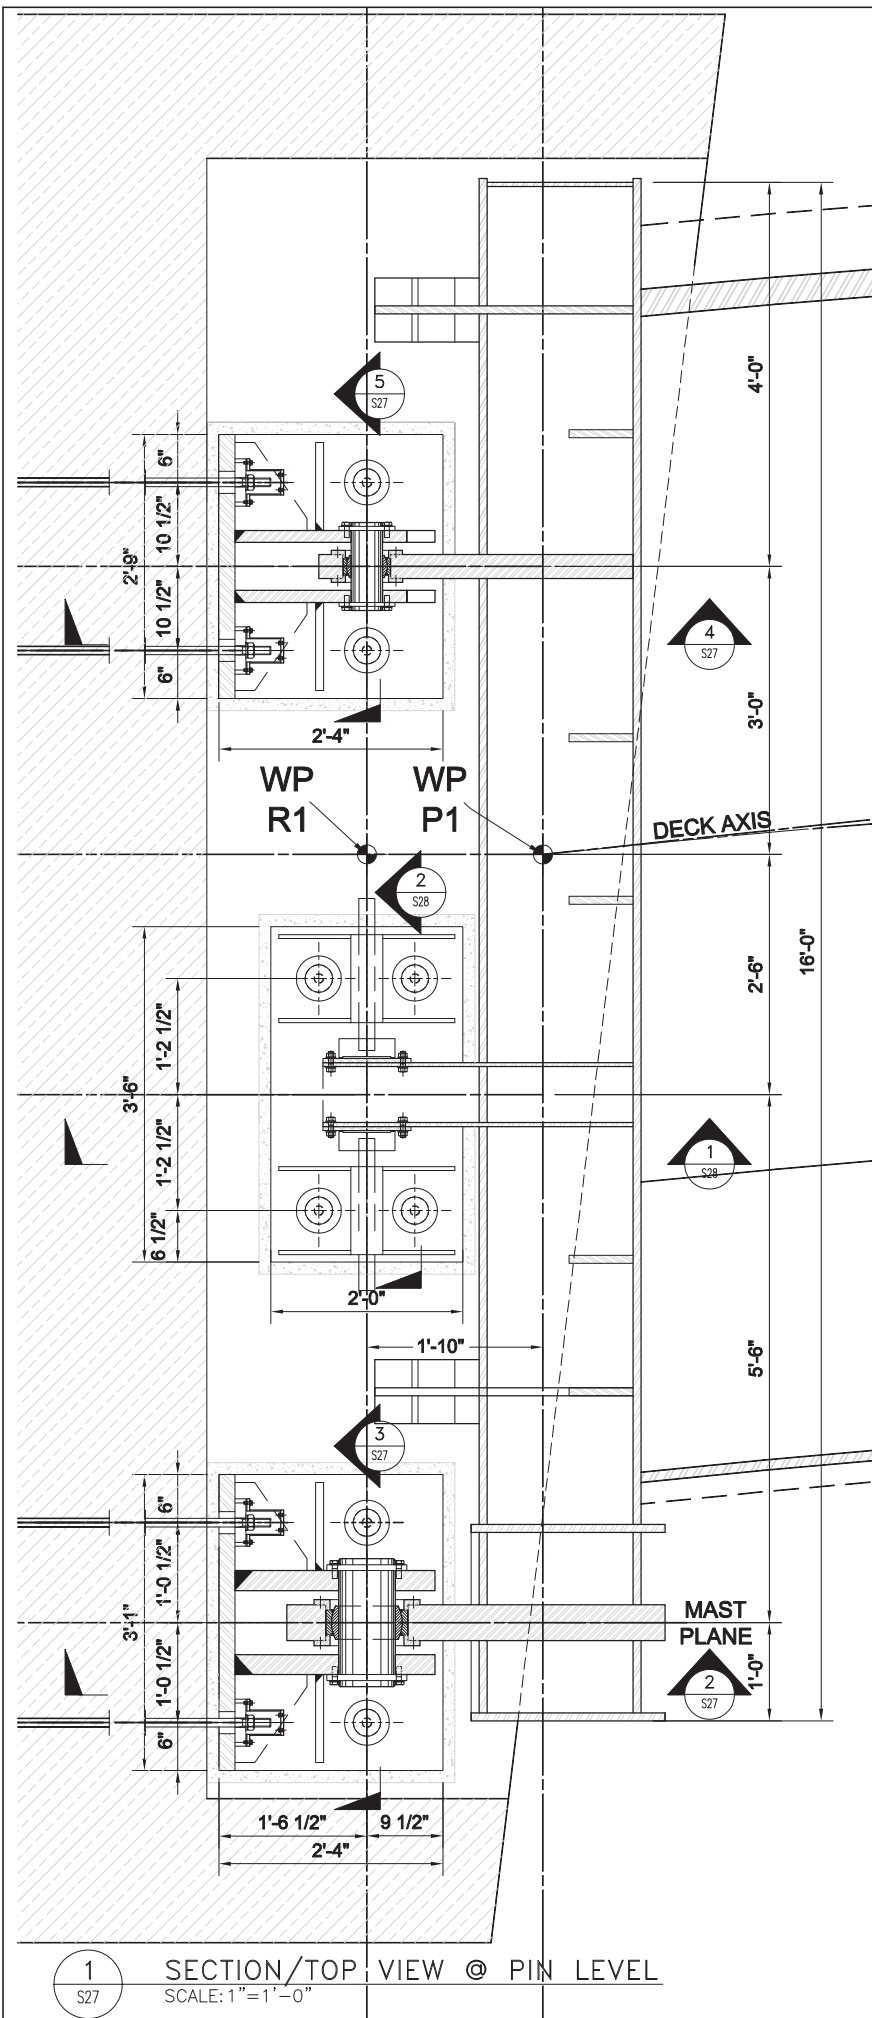 4'-0"
5
S27
6"
10 1/2"
2'-9"
10 1/2"
6"
4
S27
3'-0"
2'-4"
WP
R1
WP
P1
DECK AXIS
2
S28
16'-0"
2'-6"
1'-2 1/2"
3'-6"
1'-2 1/2"
6 1/2"
1
S28
2'-0"
1'-10"
5'-6"
3
S27
6"
1'-0 1/2"
3'-1"
1'-0 1/2"
6"
MAST
PLANE
2
S27
1'-0"
1'-6 1/2"
9 1/2"
2'-4"
1
S27
SECTION/TOP VIEW @ PIN LEVEL
SCALE: 1"=1'-0"